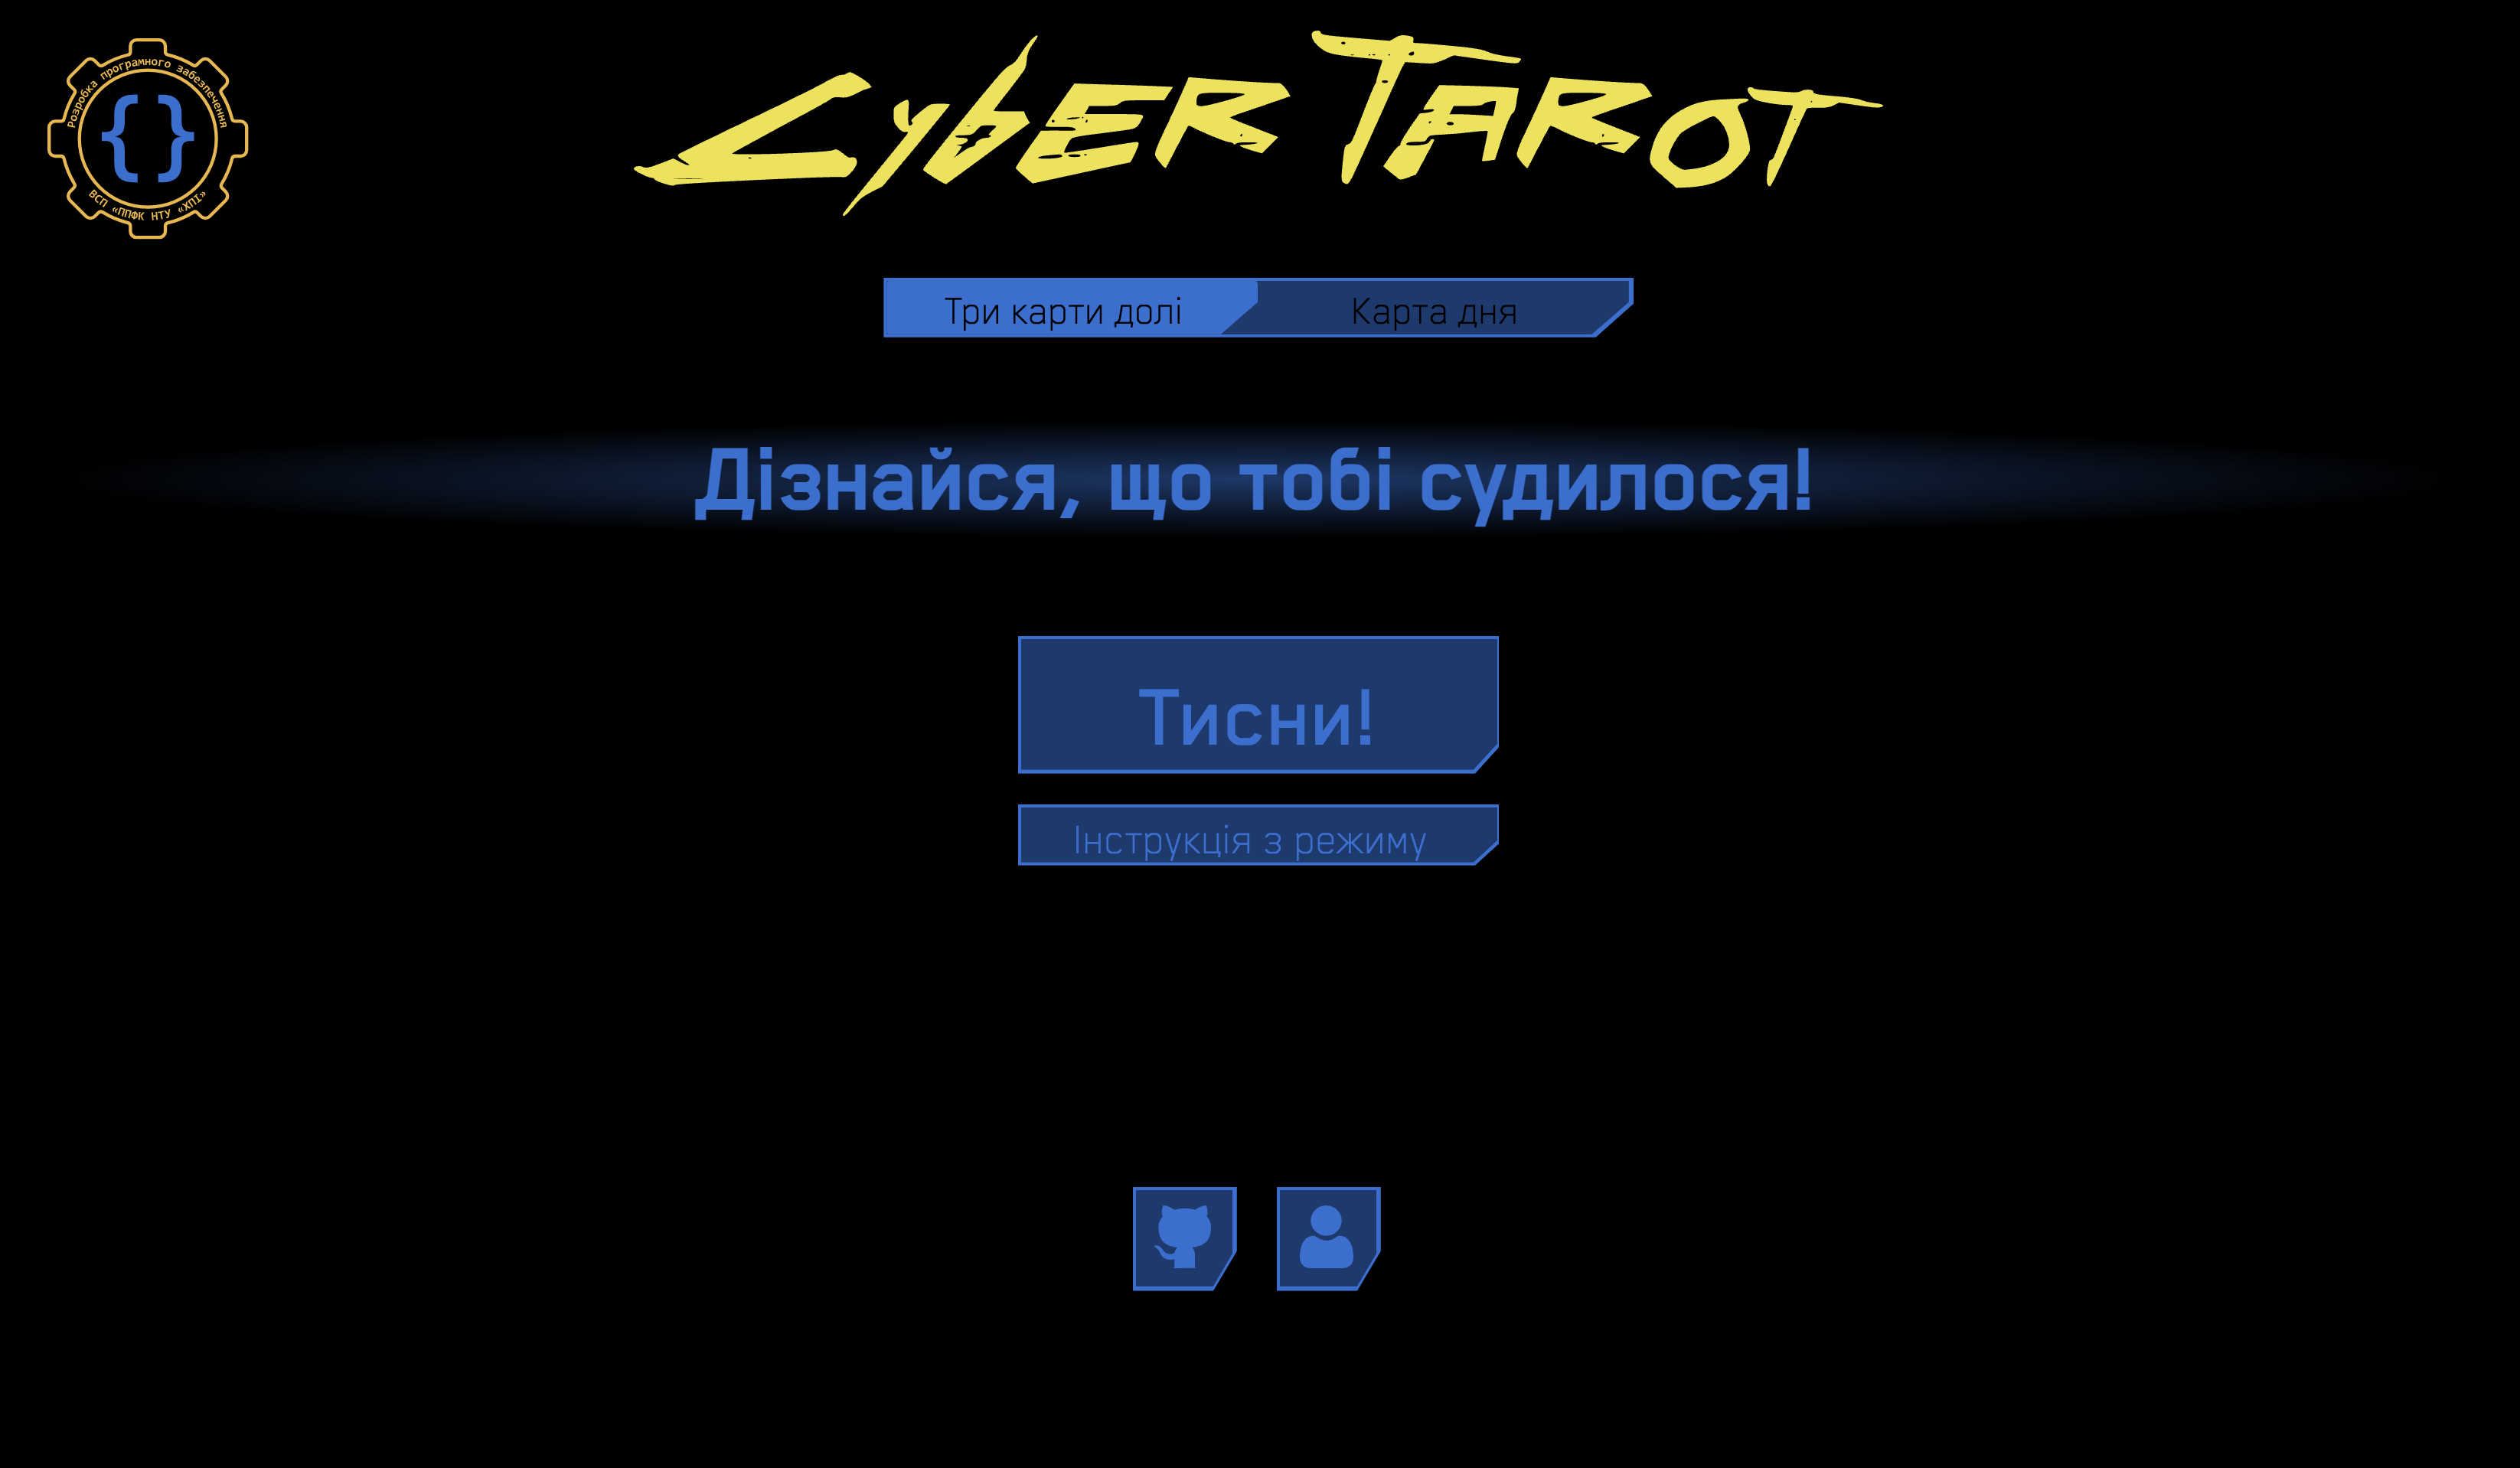 Розробка програмного забезпечення
{ }
ВСП «ППФК НТУ «ХПІ»
Cyber Tarot
Три карти долі
Карта дня
Дізнайся, що тобі судилося!
Тисни!
Інструкція з режиму